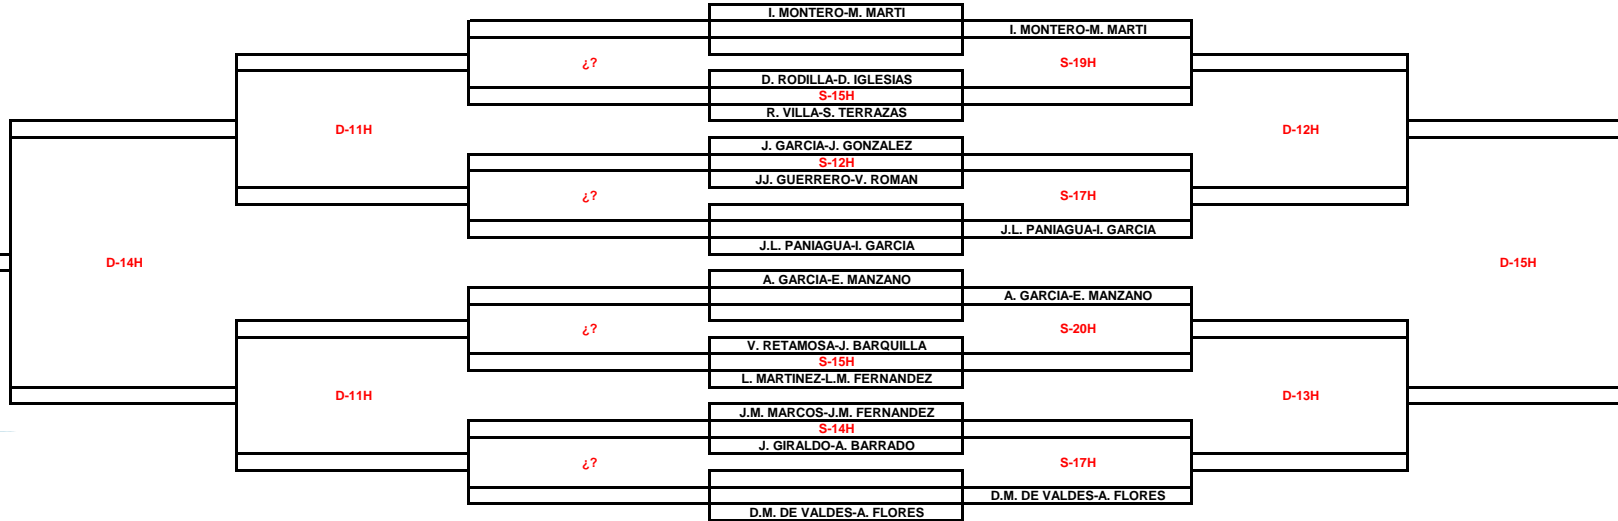 I. MONTERO-M. MARTI
I. MONTERO-M. MARTI
¿?
S-19H
D. RODILLA-D. IGLESIAS
S-15H
R. VILLA-S. TERRAZAS
D-11H
D-12H
J. GARCIA-J. GONZALEZ
S-12H
JJ. GUERRERO-V. ROMAN
¿?
S-17H
J.L. PANIAGUA-I. GARCIA
J.L. PANIAGUA-I. GARCIA
D-14H
D-15H
A. GARCIA-E. MANZANO
A. GARCIA-E. MANZANO
¿?
S-20H
V. RETAMOSA-J. BARQUILLA
S-15H
L. MARTINEZ-L.M. FERNANDEZ
D-11H
D-13H
J.M. MARCOS-J.M. FERNANDEZ
S-14H
J. GIRALDO-A. BARRADO
¿?
S-17H
D.M. DE VALDES-A. FLORES
D.M. DE VALDES-A. FLORES